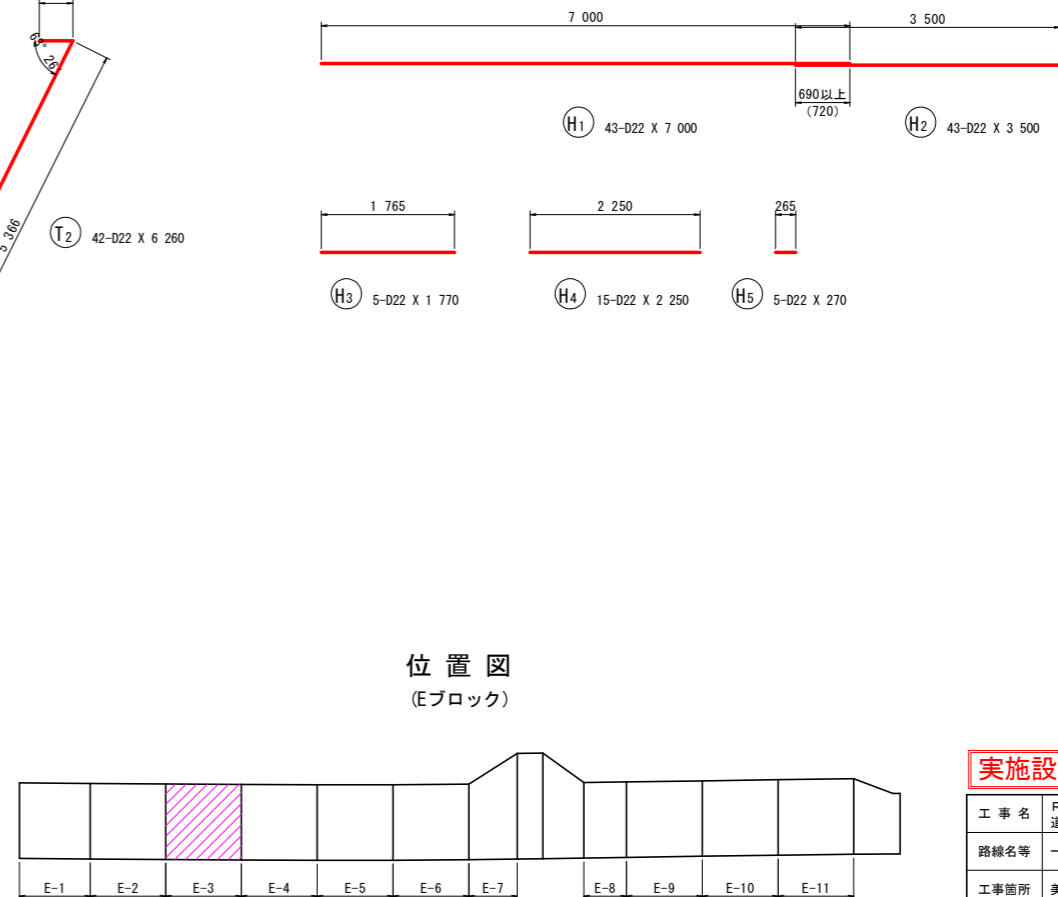 7 000
3 500
63° 26'
690以上
(720)
H1 43-D22 X 7 000
H2 43-D22 X 3 500
5 366
T2 42-D22 X 6 260
1 765
2 250
265
H3 5-D22 X 1 770
H4 15-D22 X 2 250
H5 5-D22 X 270
位置図
(Eブロック)
実施設
工事名
道
路線名等 一
工事箇所 美
E-1 E-2 E-3 E-4 E-5 E-6 E-7 E-8 E-9 E-10 E-11